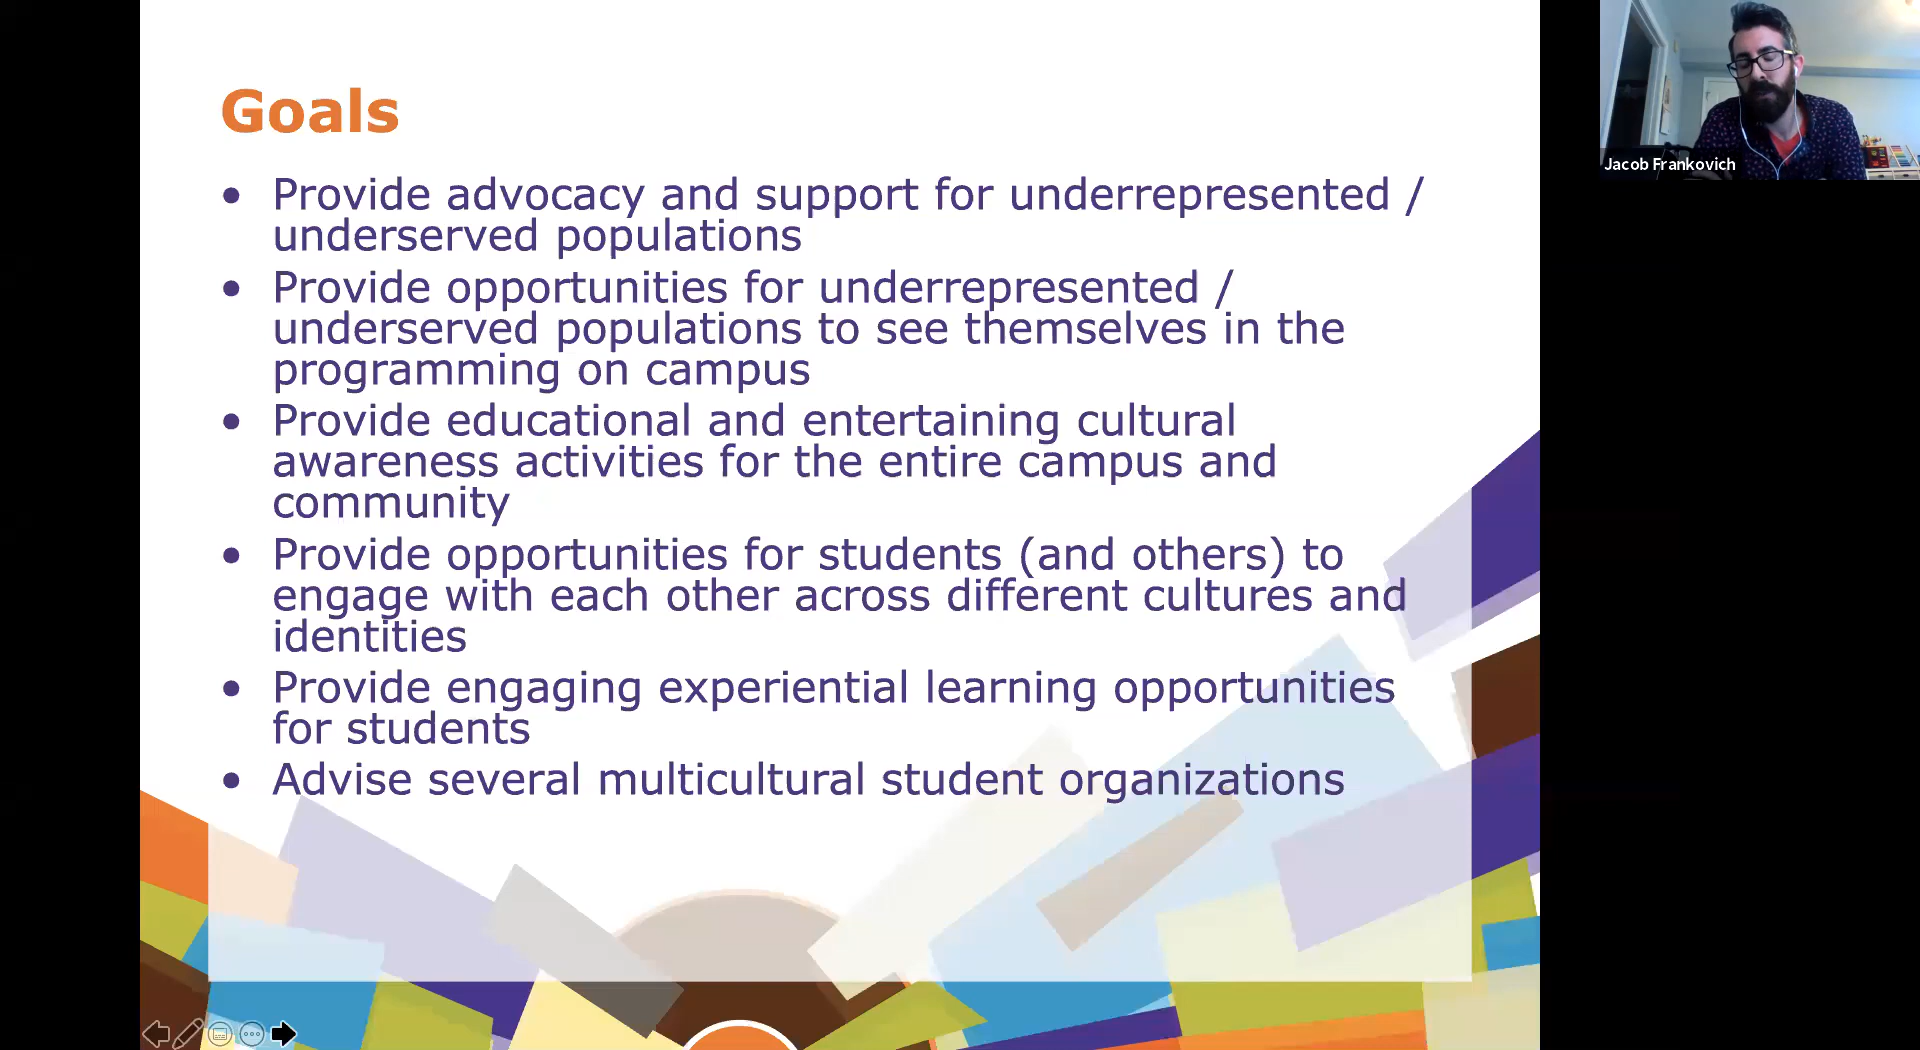 Goals
• Provide advocacy and support for underrepresented /
underserved populations
• Provide opportunities for underrepresented /
underserved populations to see themselves in the
programming on campus
• Provide educational and entertaining cultural
awareness activities for the entire campus and
community
• Provide opportunities for students (and others) to
engage with each other across different cultures and
identities
• Provide engaging experiential learning opportunities
for students
• Advise several multicultural student organizations
Jacob Frankovich